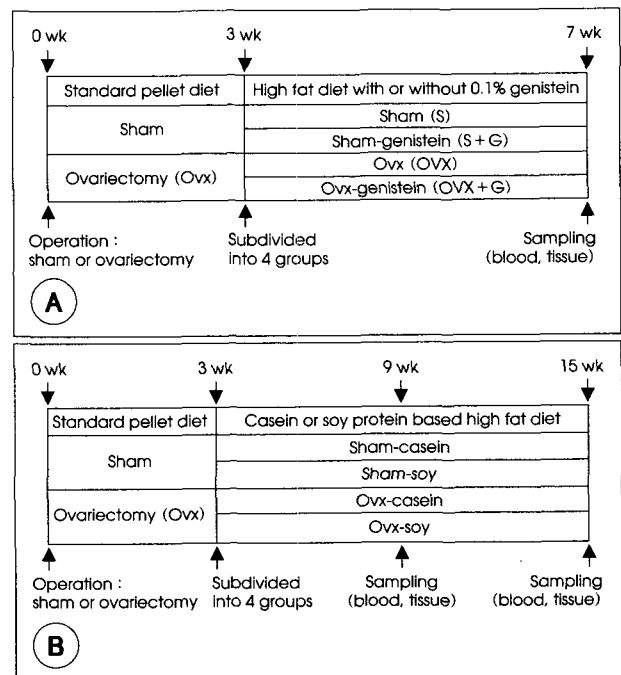 0 wk 3 wk 7 wk
Standard pellet diet High fat diet with or without 0.1% genistein
Sham Sham (S)
Sham-genistein (S+G)
Ovariectomy (Ovx) Ovx (OVX)
Ovx-genistein (OVX+G)
Operation : Subdivided Sampling
sham or ovariectomy into 4 groups (blood, tissue)
A
0 wk 3 wk 9 wk 15 wk
Standard pellet diet Casein or soy protein based high fat diet
Sham Sham-casein
Sham-soy
Ovariectomy (Ovx) Ovx-casein
Ovx-soy
Operation : Subdivided Sampling Sampling
sham or ovariectomy into 4 groups (blood, tissue) (blood, tissue)
B